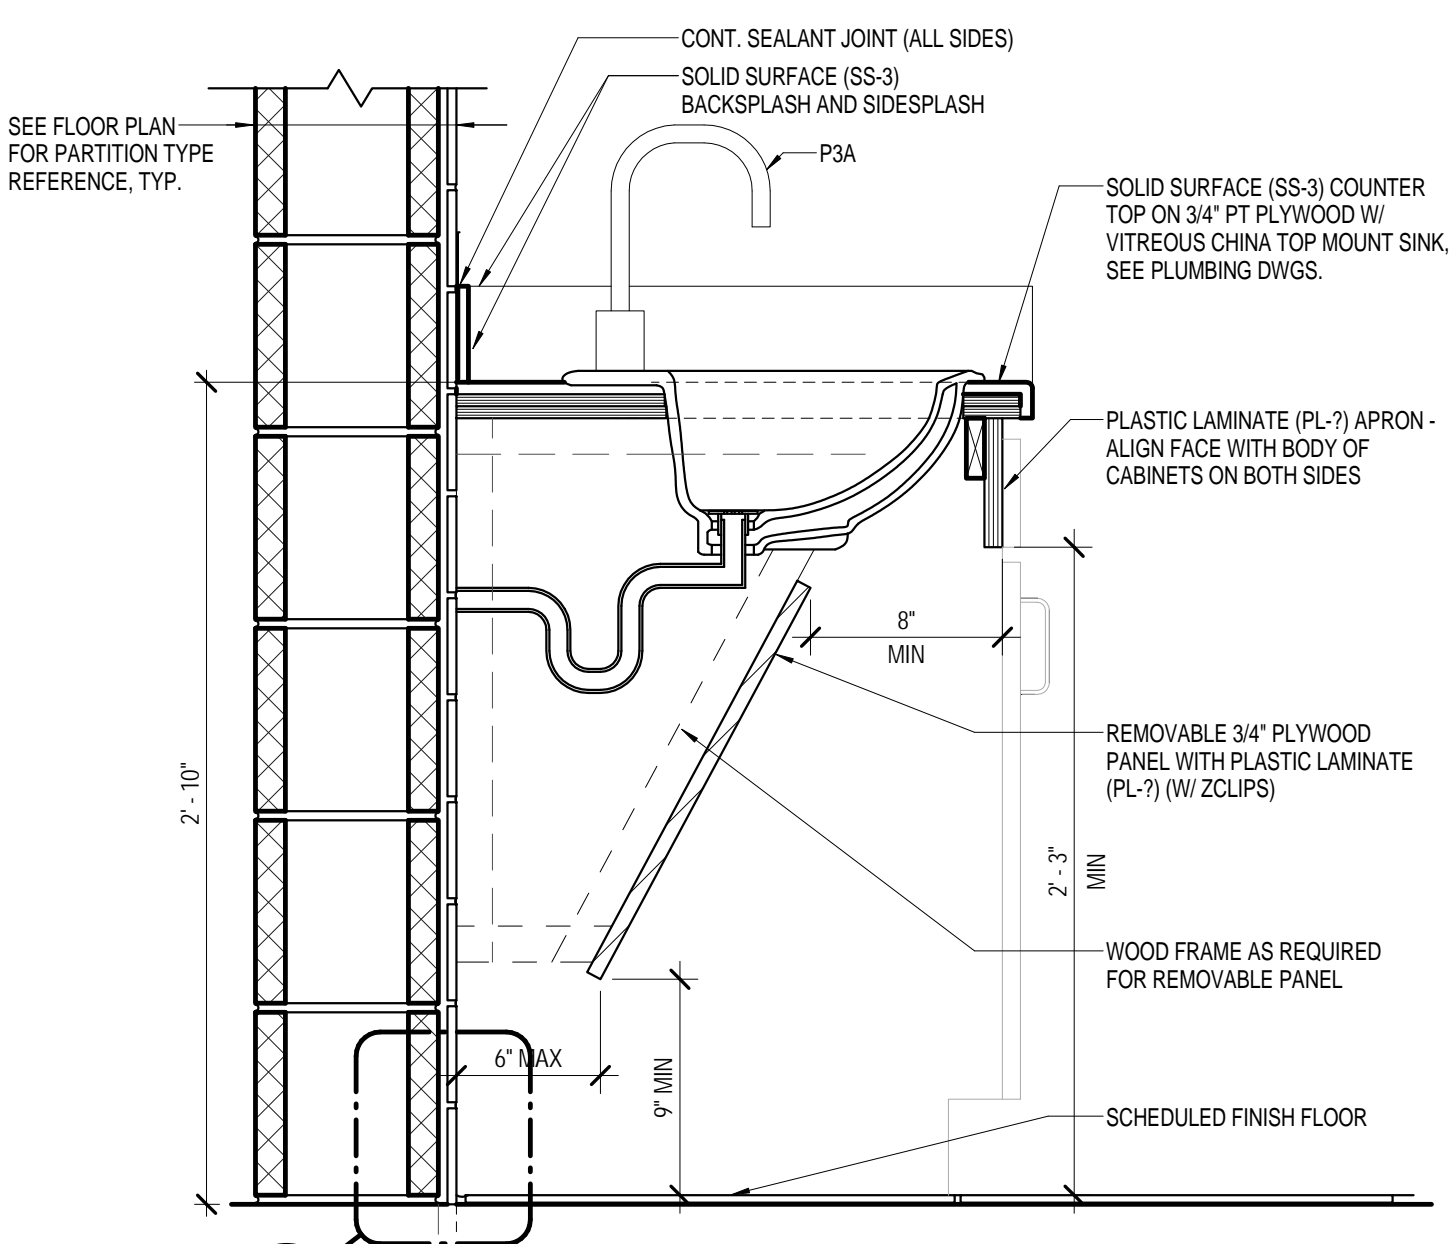 CONT. SEALANT JOINT (ALL SIDES)
SOLID SURFACE (SS-3)
BACKSPLASH AND SIDESPLASH
SEE FLOOR PLAN
FOR PARTITION TYPE
REFERENCE, TYP.
P3A
SOLID SURFACE (SS-3) COUNTER
TOP ON 3/4" PT PLYWOOD W/
VITREOUS CHINA TOP MOUNT SINK,
SEE PLUMBING DWGS.
PLASTIC LAMINATE (PL-?) APRON -
ALIGN FACE WITH BODY OF
CABINETS ON BOTH SIDES
8"
MIN
REMOVABLE 3/4" PLYWOOD
PANEL WITH PLASTIC LAMINATE
(PL-?) (W/ ZCLIPS)
2' - 10"
2' - 3"
MIN
WOOD FRAME AS REQUIRED
FOR REMOVABLE PANEL
6" MAX
9" MIN
SCHEDULED FINISH FLOOR